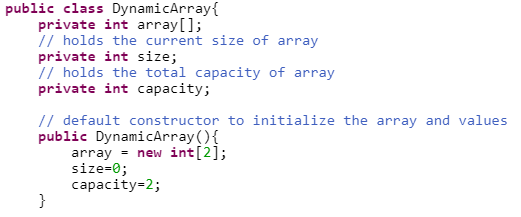 public class DynamicArray{
    private int array[];
    // holds the current size of array
    private int size;
    // holds the total capacity of array
    private int capacity;

    // default constructor to initialize the array and values
    public DynamicArray(){
        array = new int[2];
        size=0;
        capacity=2;
    }